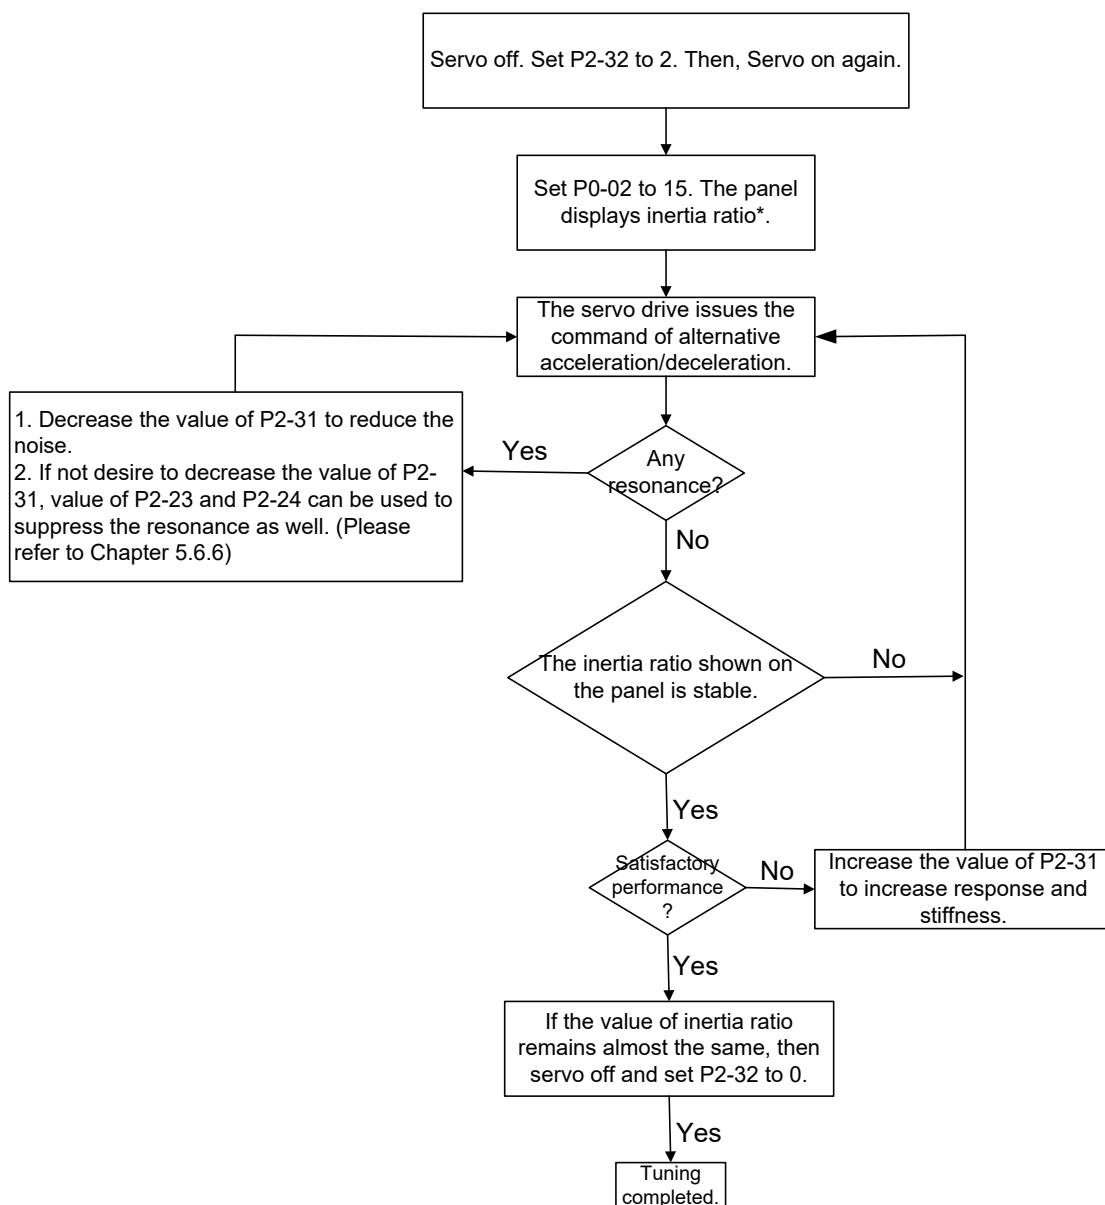 Servo off. Set P2-32 to 2. Then, Servo on again.
Set P0-02 to 15. The panel
displays inertia ratio*.
The servo drive issues the
command of alternative
acceleration/deceleration.
1. Decrease the value of P2-31 to reduce the
noise.
2. If not desire to decrease the value of P2-
31, value of P2-23 and P2-24 can be used to
suppress the resonance as well. (Please
refer to Chapter 5.6.6)
Yes
Any
resonance?
No
The inertia ratio shown on
the panel is stable.
No
Yes
Satisfactory
performance
?
No
Increase the value of P2-31
to increase response and
stiffness.
Yes
If the value of inertia ratio
remains almost the same, then
servo off and set P2-32 to 0.
Yes
Tuning
completed.